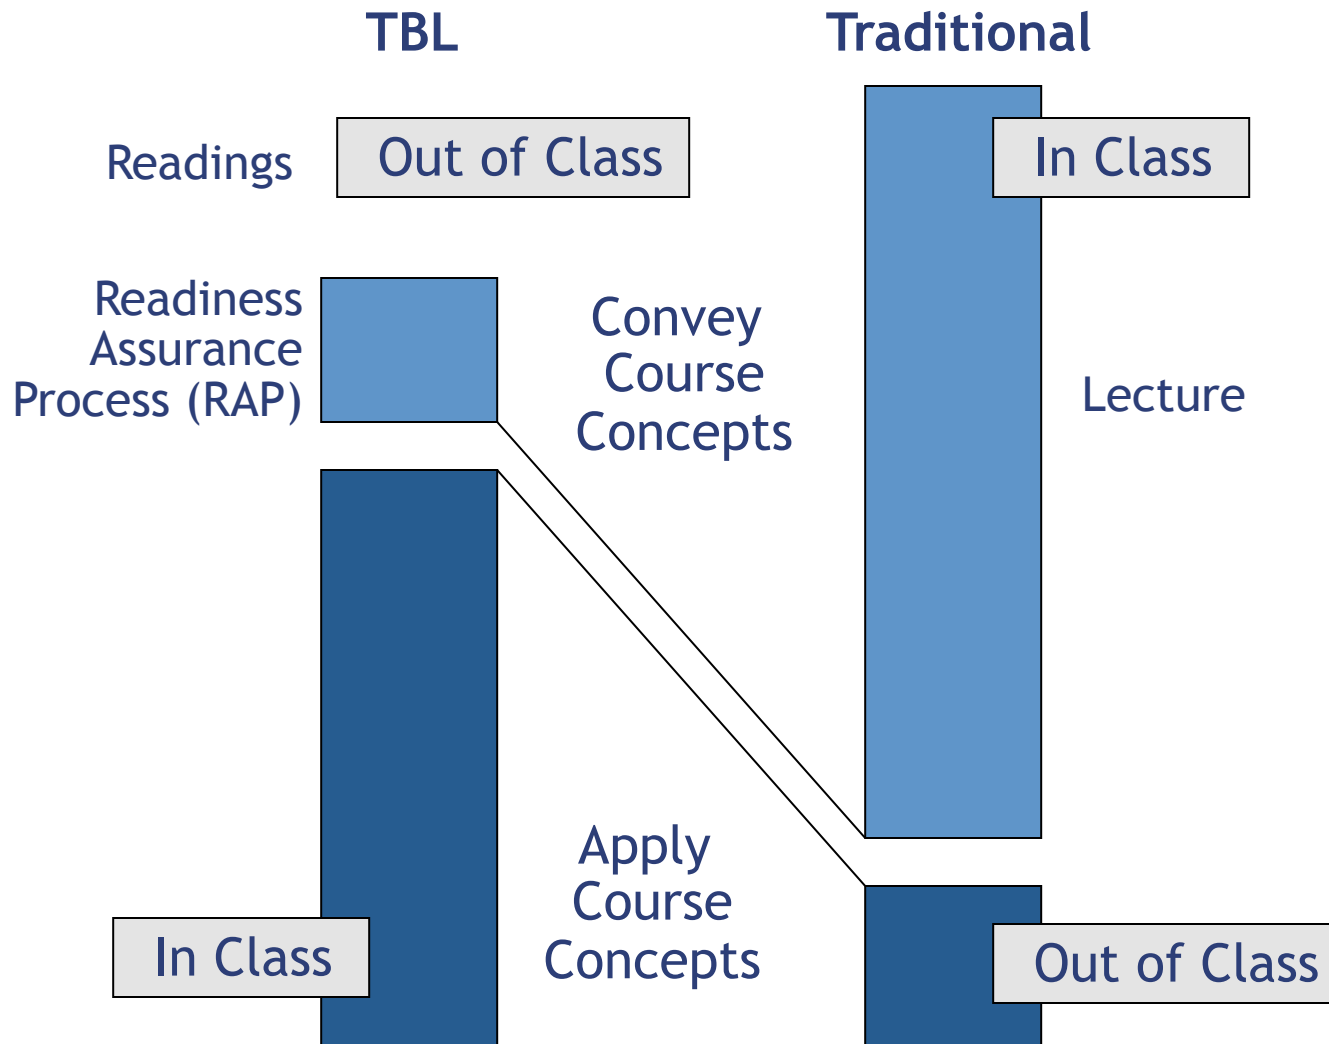 TBL
Traditional
Readings
Out of Class
In Class
Readiness
Assurance
Process (RAP)
Convey
Course
Concepts
Lecture
Apply
Course
Concepts
In Class
Out of Class